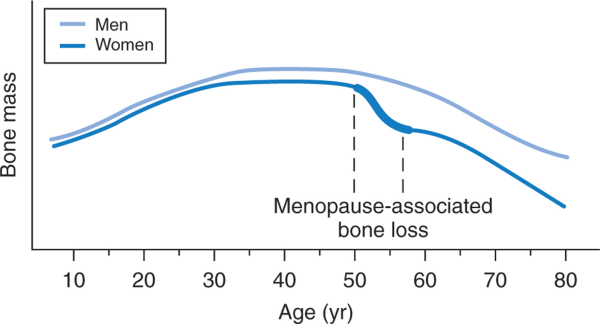 Men
Women
Bone mass
Menopause-associated
bone loss
10 20 30 40 50 60 70 80
Age (yr)